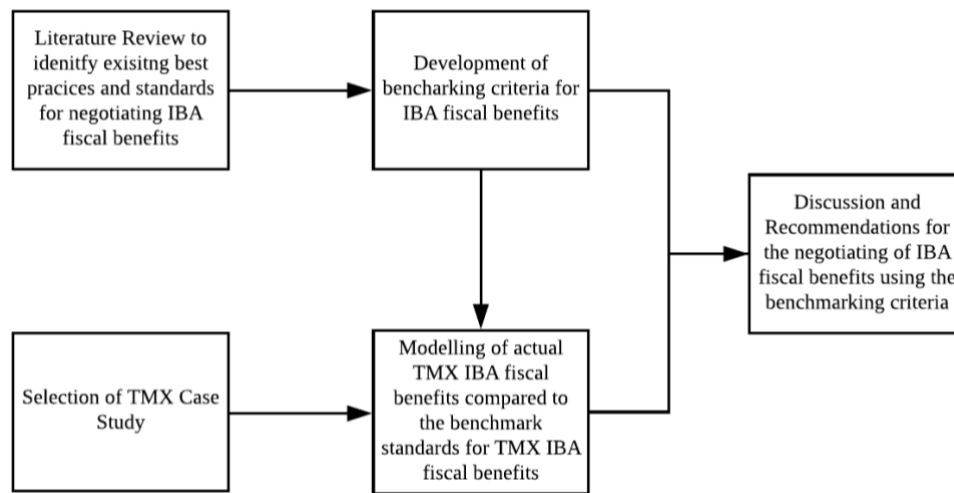 Literature Review to
idenitfy exisitng best
pracices and standards
for negotiating IBA
fiscal benefits
Development of
bencharking criteria for
IBA fiscal benefits
Discussion and
Recommendations for
the negotiating of IBA
fiscal benefits using the
benchmarking criteria
Selection of TMX Case
Study
Modelling of actual
TMX IBA fiscal
benefits compared to
the benchmark
standards for TMX IBA
fiscal benefits